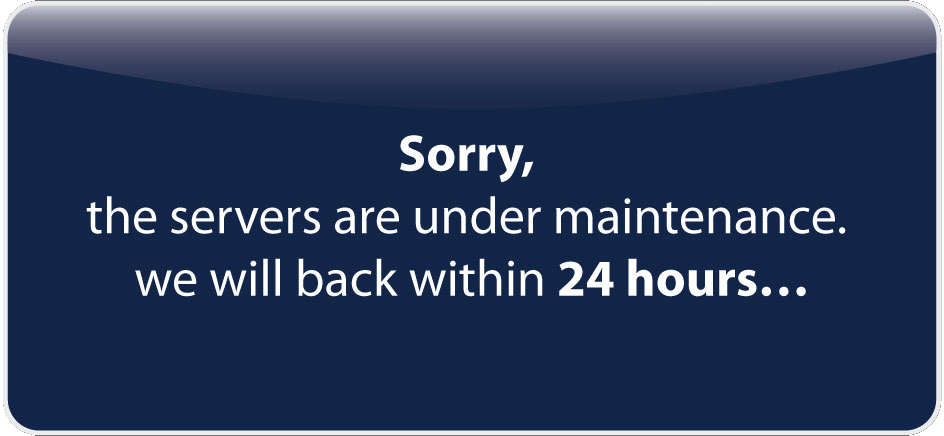 Sorry,
the servers are under maintenance.
we will back within 24 hours...